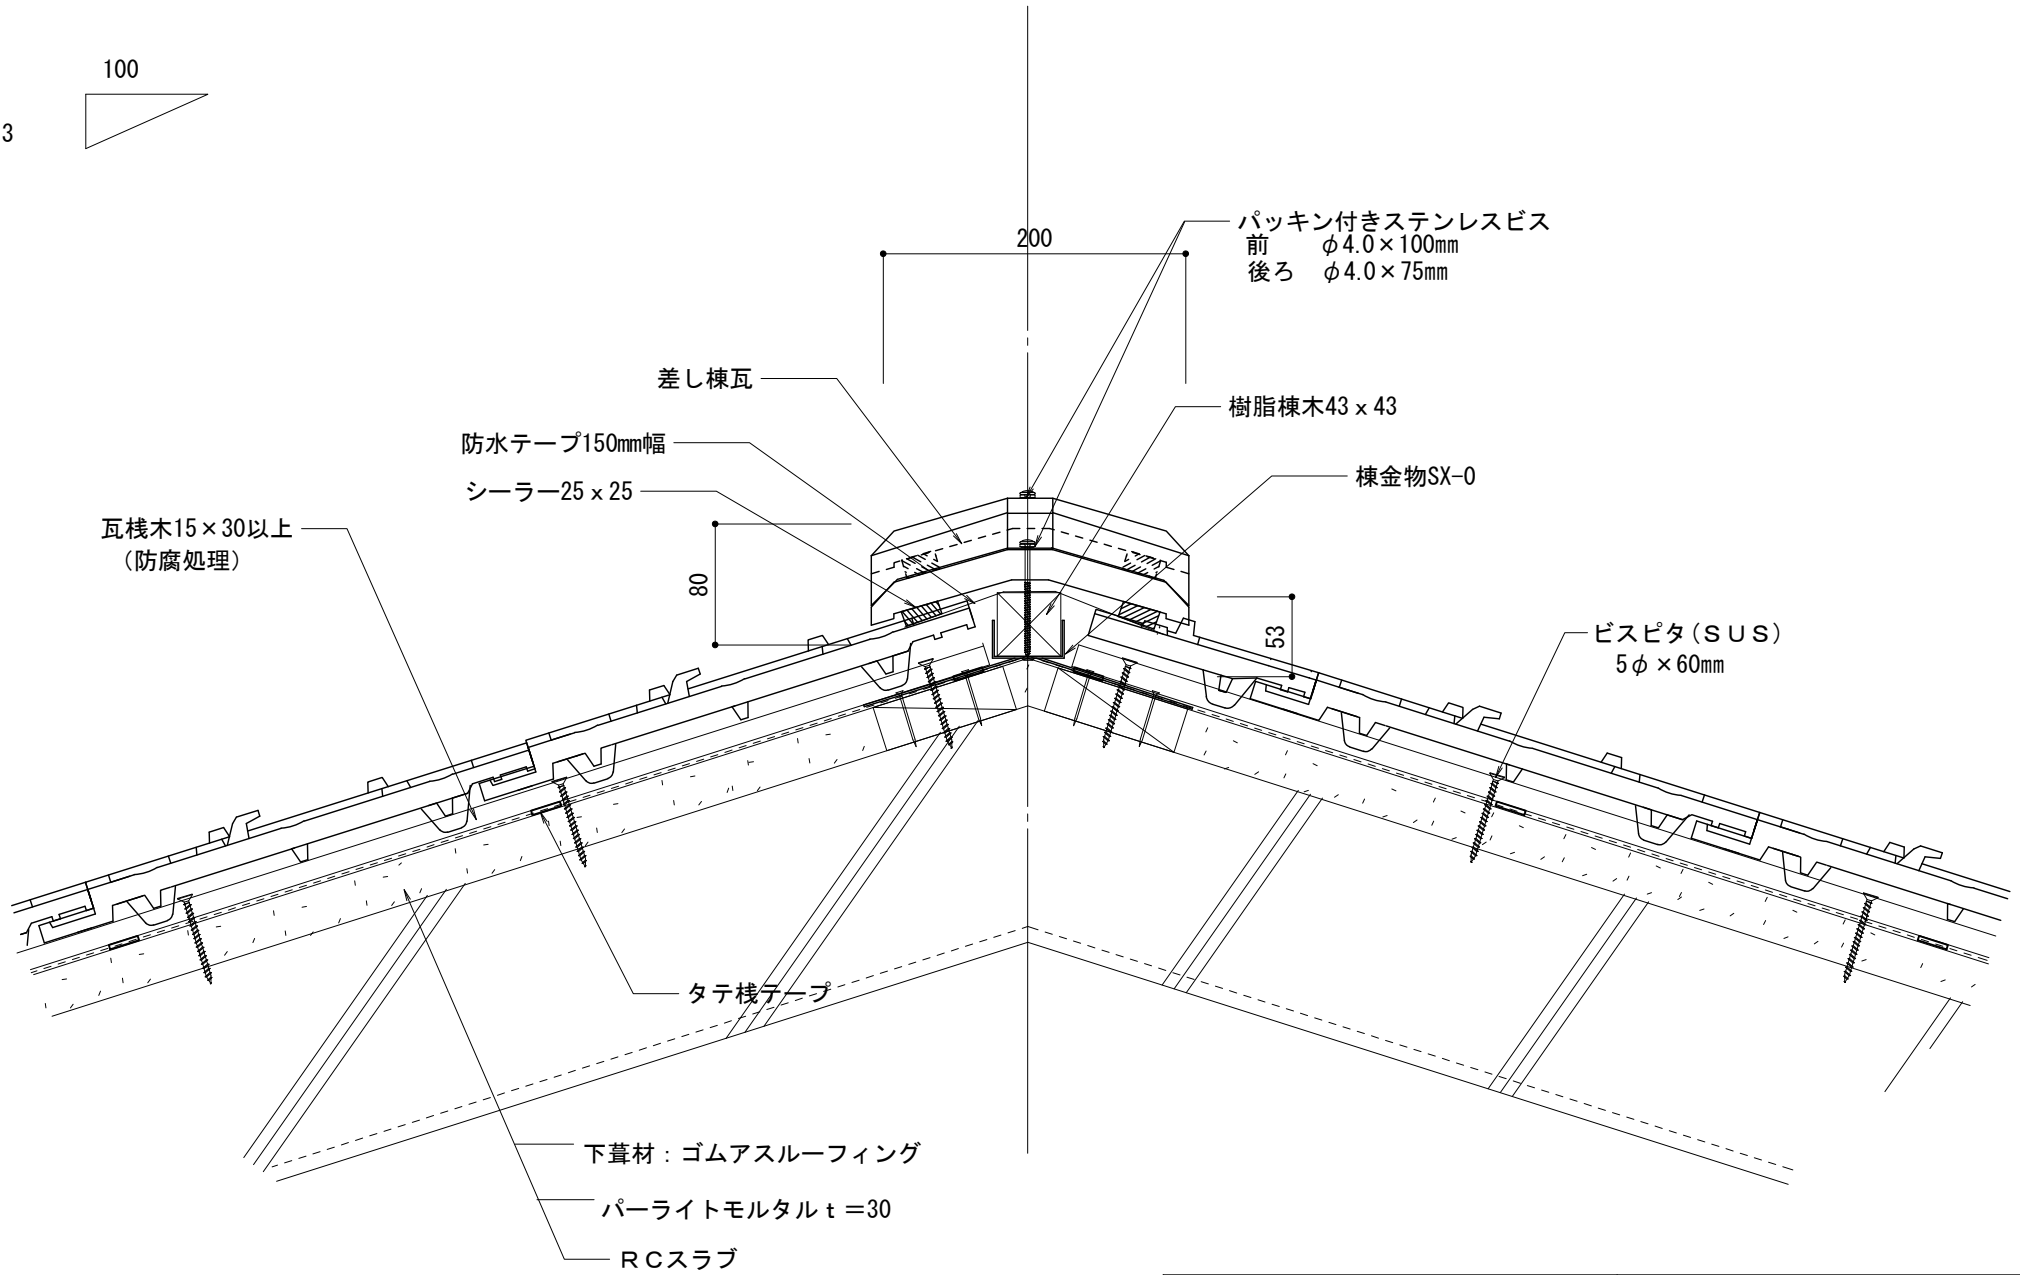 100
3
パッキン付きステンレスビス
前 φ4.0×100mm
後ろ φ4.0×75mm
200
差し棟瓦
樹脂棟木43x43
防水テープ150mm幅
棟金物SX-0
シーラー25x25
瓦桟木15×30以上
（防腐処理）
80
53
ビスピタ（ＳＵＳ）
5φ×60mm
タテ桟テープ
下葺材：ゴムアスルーフィング
パーライトモルタルｔ＝30
ＲＣスラブ